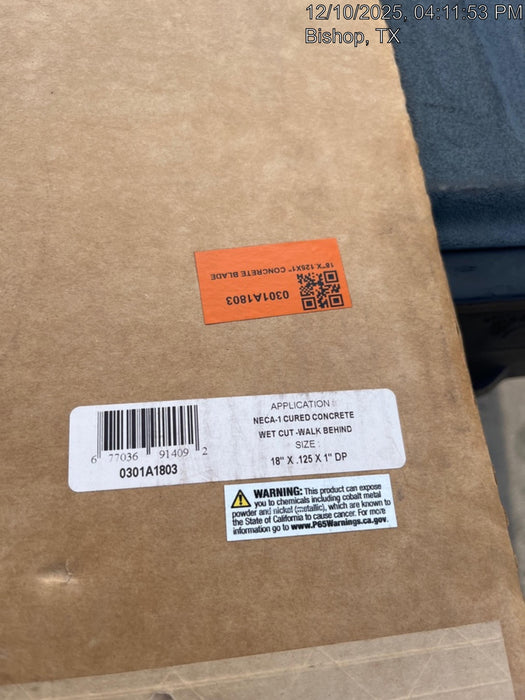 12/10/2025, 04:11:53 PM
Bishop, TX
18"X.125X1" CONCRETE BLADE
0301A1803
6 77036 91409 2
0301A1803
APPLICATION :
NECA-1 CURED CONCRETE
WET CUT -WALK BEHIND
SIZE :
18" X .125 X 1" DP
WARNING: This product can expose
you to chemicals including cobalt metal
powder and nickel (metallic), which are known to
the State of California to cause cancer. For more
information go to www.P65Warnings.ca.gov.